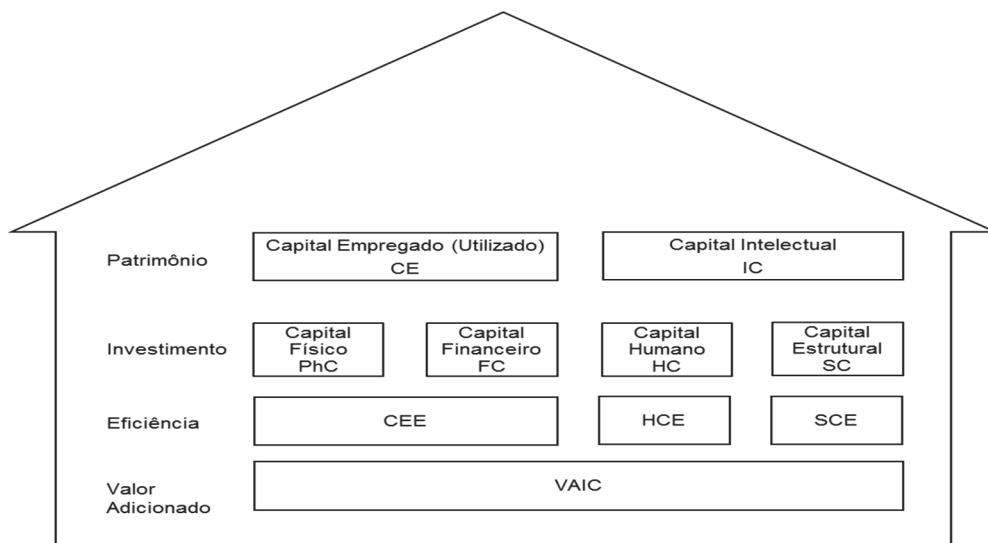 Patrimônio
Capital Empregado (Utilizado)
CE
Capital Intelectual
IC
Investimento
Capital
Físico
PhC
Capital
Financeiro
FC
Capital
Humano
HC
Capital
Estrutural
SC
Eficiência
CEE
HCE
SCE
Valor
Adicionado
VAIC